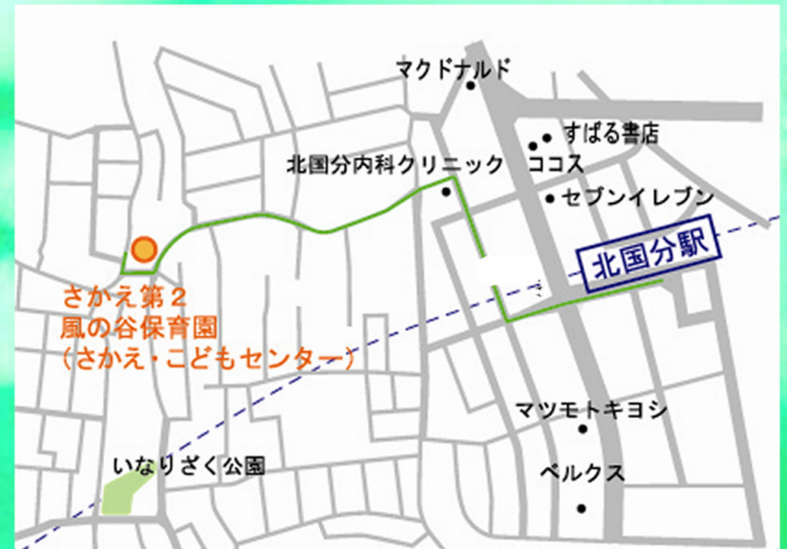 マクドナルド
すばる書店
ココス
北国分内科クリニック
セブンイレブン
北国分駅
さかえ第2
風の谷保育園
(さかえ・こどもセンター)
マツモトキヨシ
いなりざく公園
ベルクス